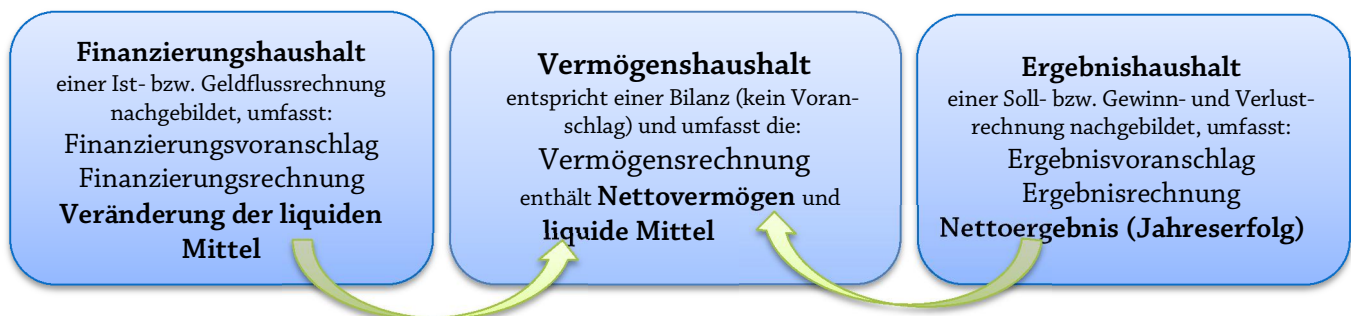 Finanzierungshaushalt
einer Ist- bzw. Geldflussrechnung
nachgebildet, umfasst:
Finanzierungsvoranschlag
Finanzierungsrechnung
Veränderung der liquiden
Mittel
Vermögenshaushalt
entspricht einer Bilanz (kein Voran-
schlag) und umfasst die:
Vermögensrechnung
enthält Nettovermögen und
liquide Mittel
Ergebnishaushalt
einer Soll- bzw. Gewinn- und Verlust-
rechnung nachgebildet, umfasst:
Ergebnisvoranschlag
Ergebnisrechnung
Nettoergebnis (Jahreserfolg)